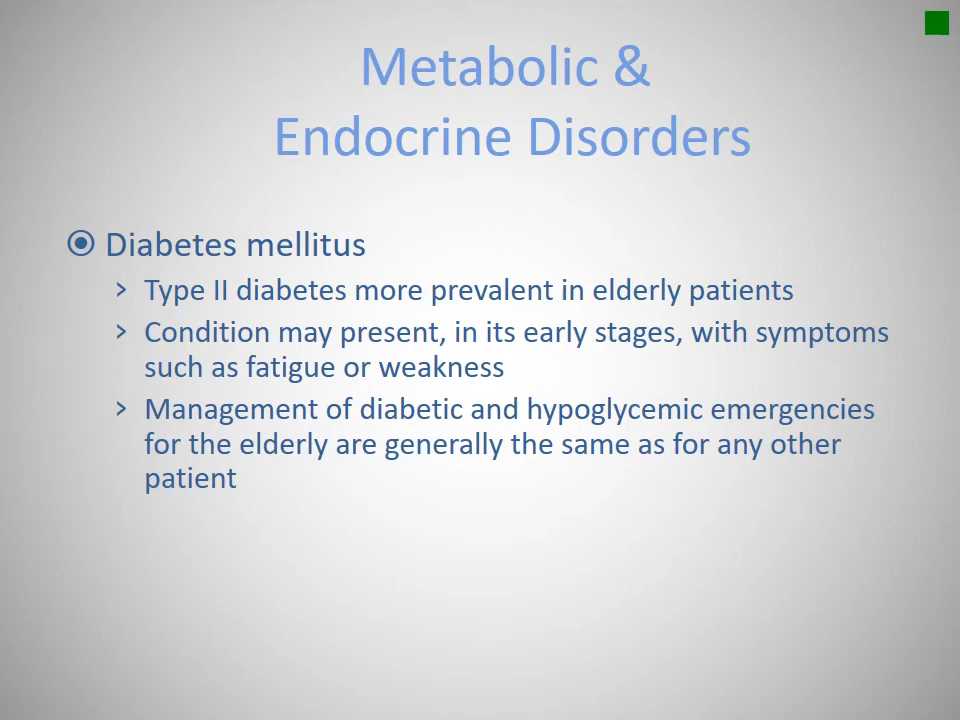 Metabolic &
Endocrine Disorders
Diabetes mellitus
Type II diabetes more prevalent in elderly patients
Condition may present, in its early stages, with symptoms
such as fatigue or weakness
Management of diabetic and hypoglycemic emergencies
for the elderly are generally the same as for any other
patient